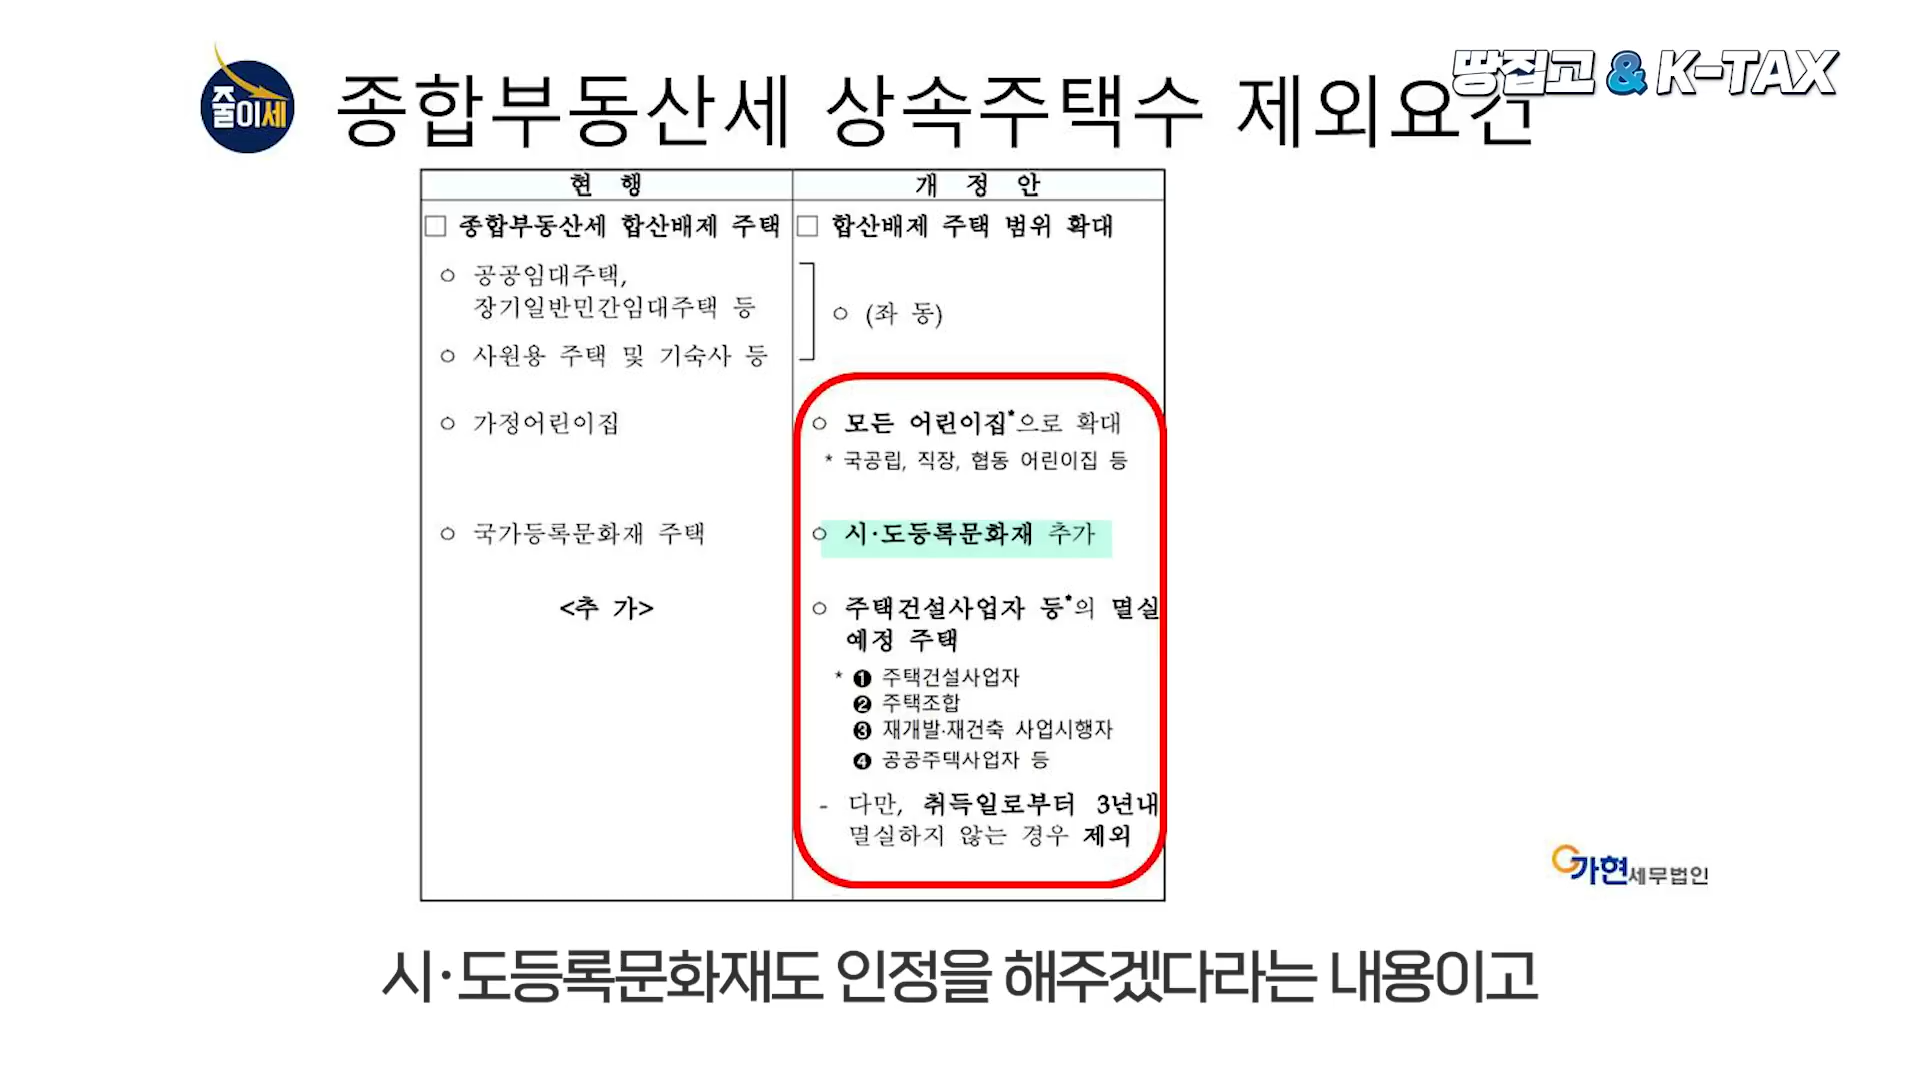 줄이세
종합부동산세 상속주택수 제외요건
땅집고 & K-TAX
현 행
개 정 안
□ 종합부동산세 합산배제 주택
□ 합산배제 주택 범위 확대
○ 공공임대주택,
장기일반민간임대주택 등
○ (좌 동)
○ 사원용 주택 및 기숙사 등
○ 가정어린이집
○ 모든 어린이집*으로 확대
* 국공립, 직장, 협동 어린이집 등
○ 국가등록문화재 주택
○ 시·도등록문화재 추가
<추 가>
○ 주택건설사업자 등*의 멸실
예정 주택
* ❶ 주택건설사업자
❷ 주택조합
❸ 재개발·재건축 사업시행자
❹ 공공주댁사업자 등
- 다만, 취득일로부터 3년내
멸실하지 않는 경우 제외
가현세무법인
시·도등록문화재도 인정을 해주겠다라는 내용이고